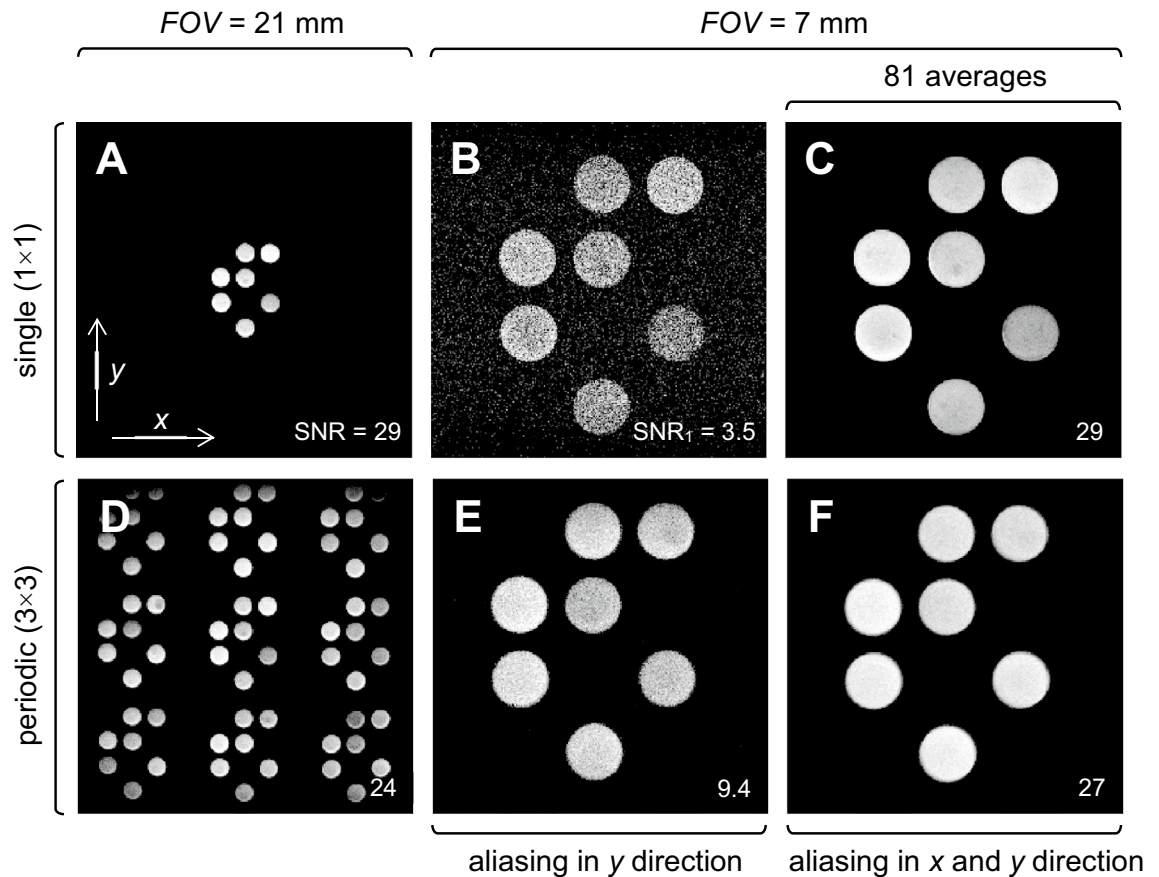 FOV = 21 mm
FOV = 7 mm
81 averages
single (1×1)
A
B
C
y
x
SNR = 29
SNR₁ = 3.5
29
periodic (3×3)
D
E
F
24
9.4
27
aliasing in y direction
aliasing in x and y direction